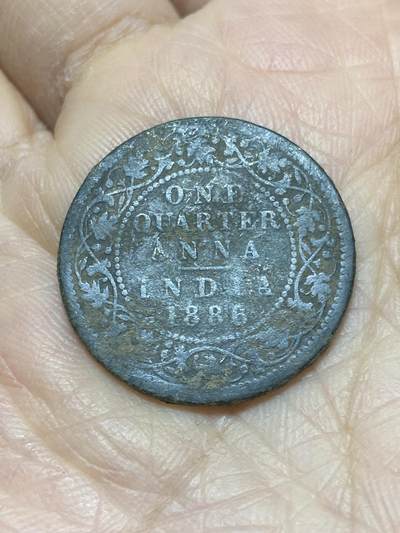 ONE
QUARTER
ANNA
INDIA
1886